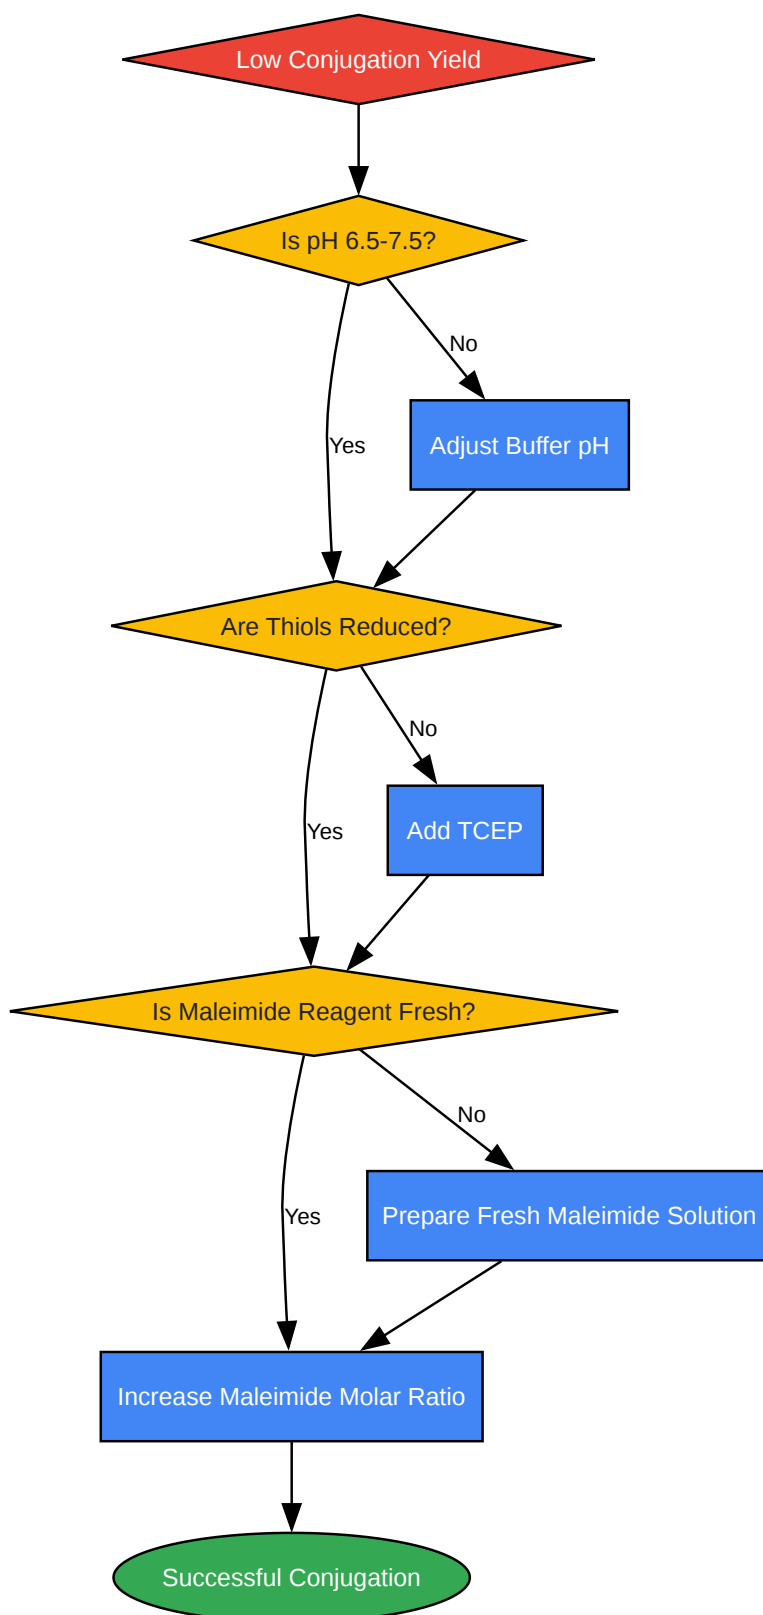 Low Conjugation Yield
Is pH 6.5-7.5?
No
Yes
Adjust Buffer pH
Are Thiols Reduced?
No
Yes
Add TCEP
Is Maleimide Reagent Fresh?
No
Yes
Prepare Fresh Maleimide Solution
Increase Maleimide Molar Ratio
Successful Conjugation